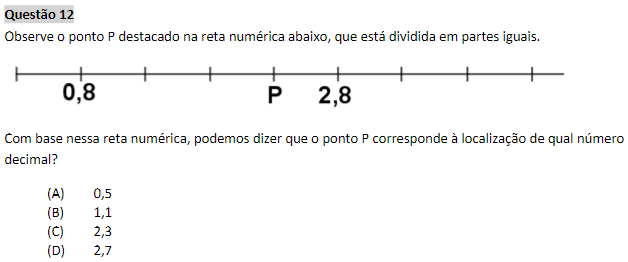 Questão 12
Observe o ponto P destacado na reta numérica abaixo, que está dividida em partes iguais.
0,8 P 2,8
Com base nessa reta numérica, podemos dizer que o ponto P corresponde à localização de qual número
decimal?
(A) 0,5
(B) 1,1
(C) 2,3
(D) 2,7